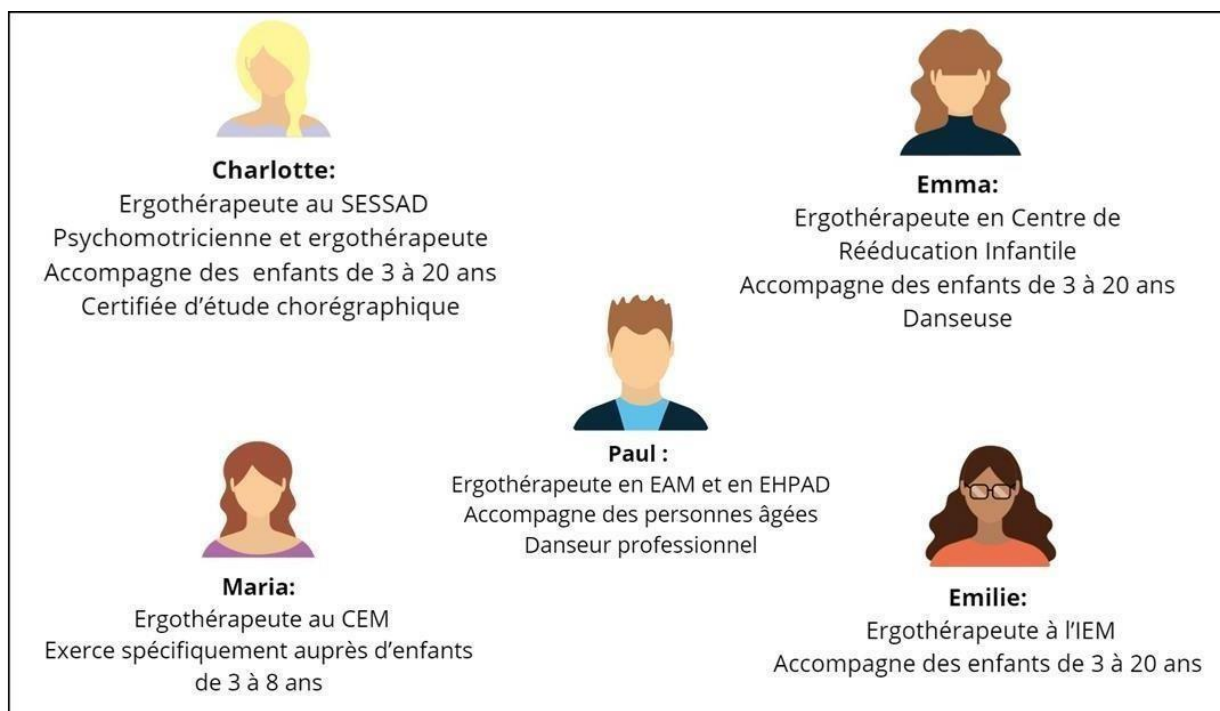 Charlotte:
Ergothérapeute au SESSAD
Psychomotricienne et ergothérapeute
Accompagne des enfants de 3 à 20 ans
Certifiée d'étude chorégraphique
Emma:
Ergothérapeute en Centre de
Rééducation Infantile
Accompagne des enfants de 3 à 20 ans
Danseuse
Paul :
Ergothérapeute en EAM et en EHPAD
Accompagne des personnes âgées
Danseur professionnel
Maria:
Ergothérapeute au CEM
Exerce spécifiquement auprès d'enfants
de 3 à 8 ans
Emilie:
Ergothérapeute à l'IEM
Accompagne des enfants de 3 à 20 ans